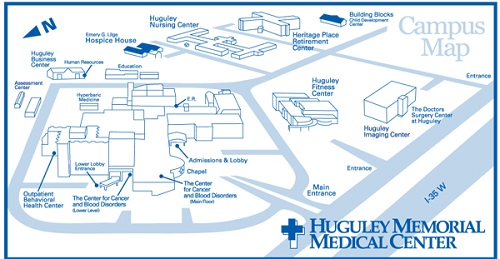 N
Emery G. Lilge
Hospice House
Huguley
Nursing Center
Building Blocks
Child Development
Center
Campus
Map
Heritage Place
Retirement
Center
Huguley
Business
Center
Human Resources
Education
Assessment
Center
Hyperbaric
Medicine
E.R.
Huguley
Fitness
Center
Entrance
The Doctors
Surgery Center
at Huguley
Huguley
Imaging Center
Lower Lobby
Entrance
Admissions & Lobby
Chapel
Entrance
Main
Entrance
I-35 W
Outpatient
Behavioral
Health Center
The Center for Cancer
and Blood Disorders
(Lower Level)
The Center
for Cancer
and Blood Disorders
(Main Floor)
HUGULEY MEMORIAL
MEDICAL CENTER